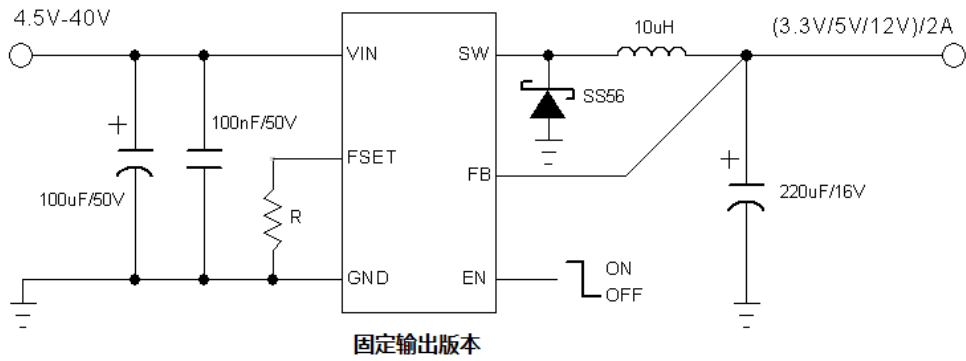 4.5V-40V
(3.3V/5V/12V)/2A
10uH
VIN
SW
SS56
100nF/50V
FSET
FB
100uF/50V
R
220uF/16V
GND
EN
ON
OFF
固定输出版本